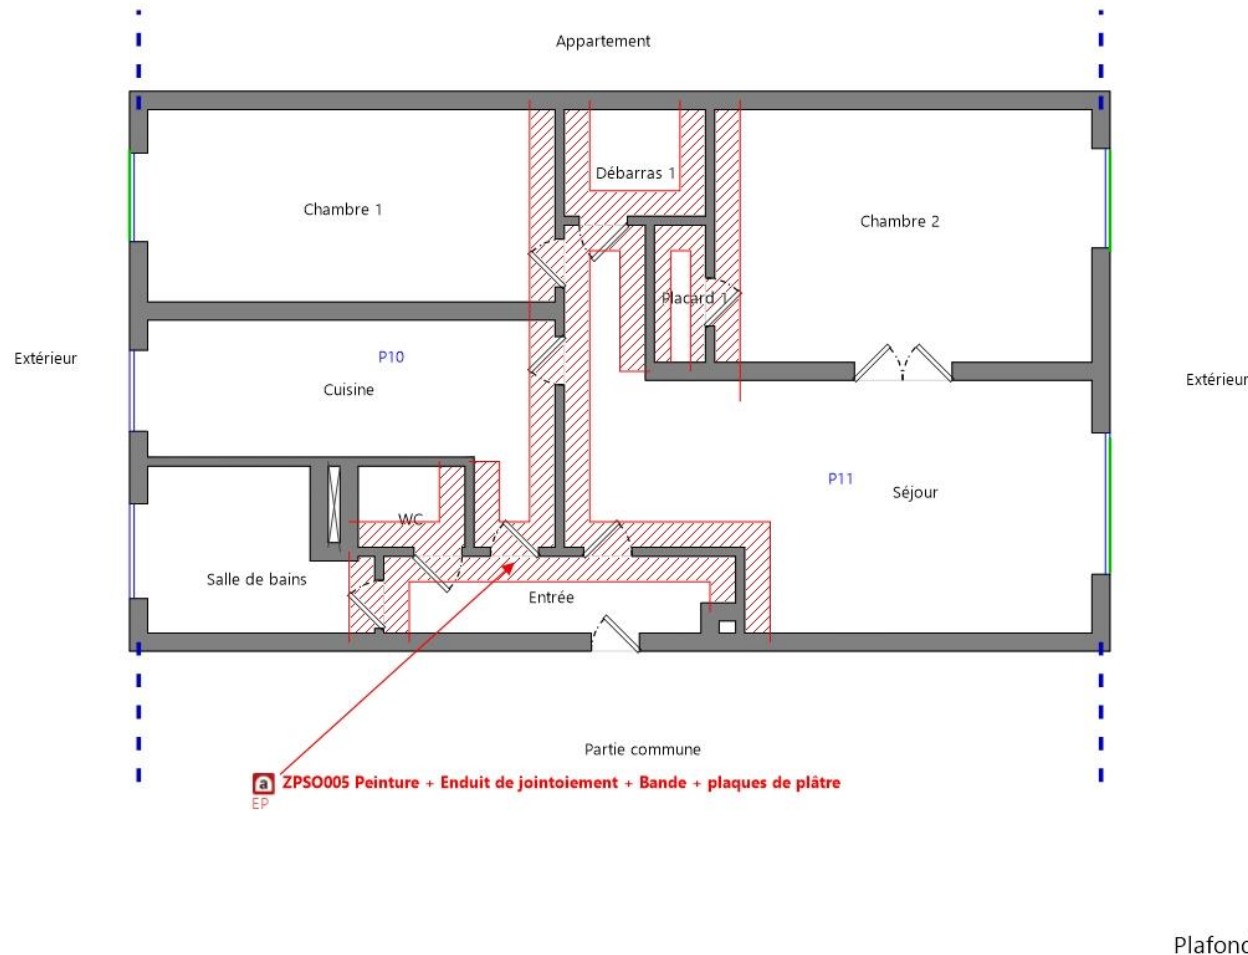 Appartement
Débarras 1
Chambre 1
Chambre 2
Placard 1
Extérieur
P10
Extérieur
Cuisine
P11
Séjour
WC
Salle de bains
Entrée
Partie commune
a ZPSO005 Peinture + Enduit de jointoiement + Bande + plaques de plâtre
EP
Plafond